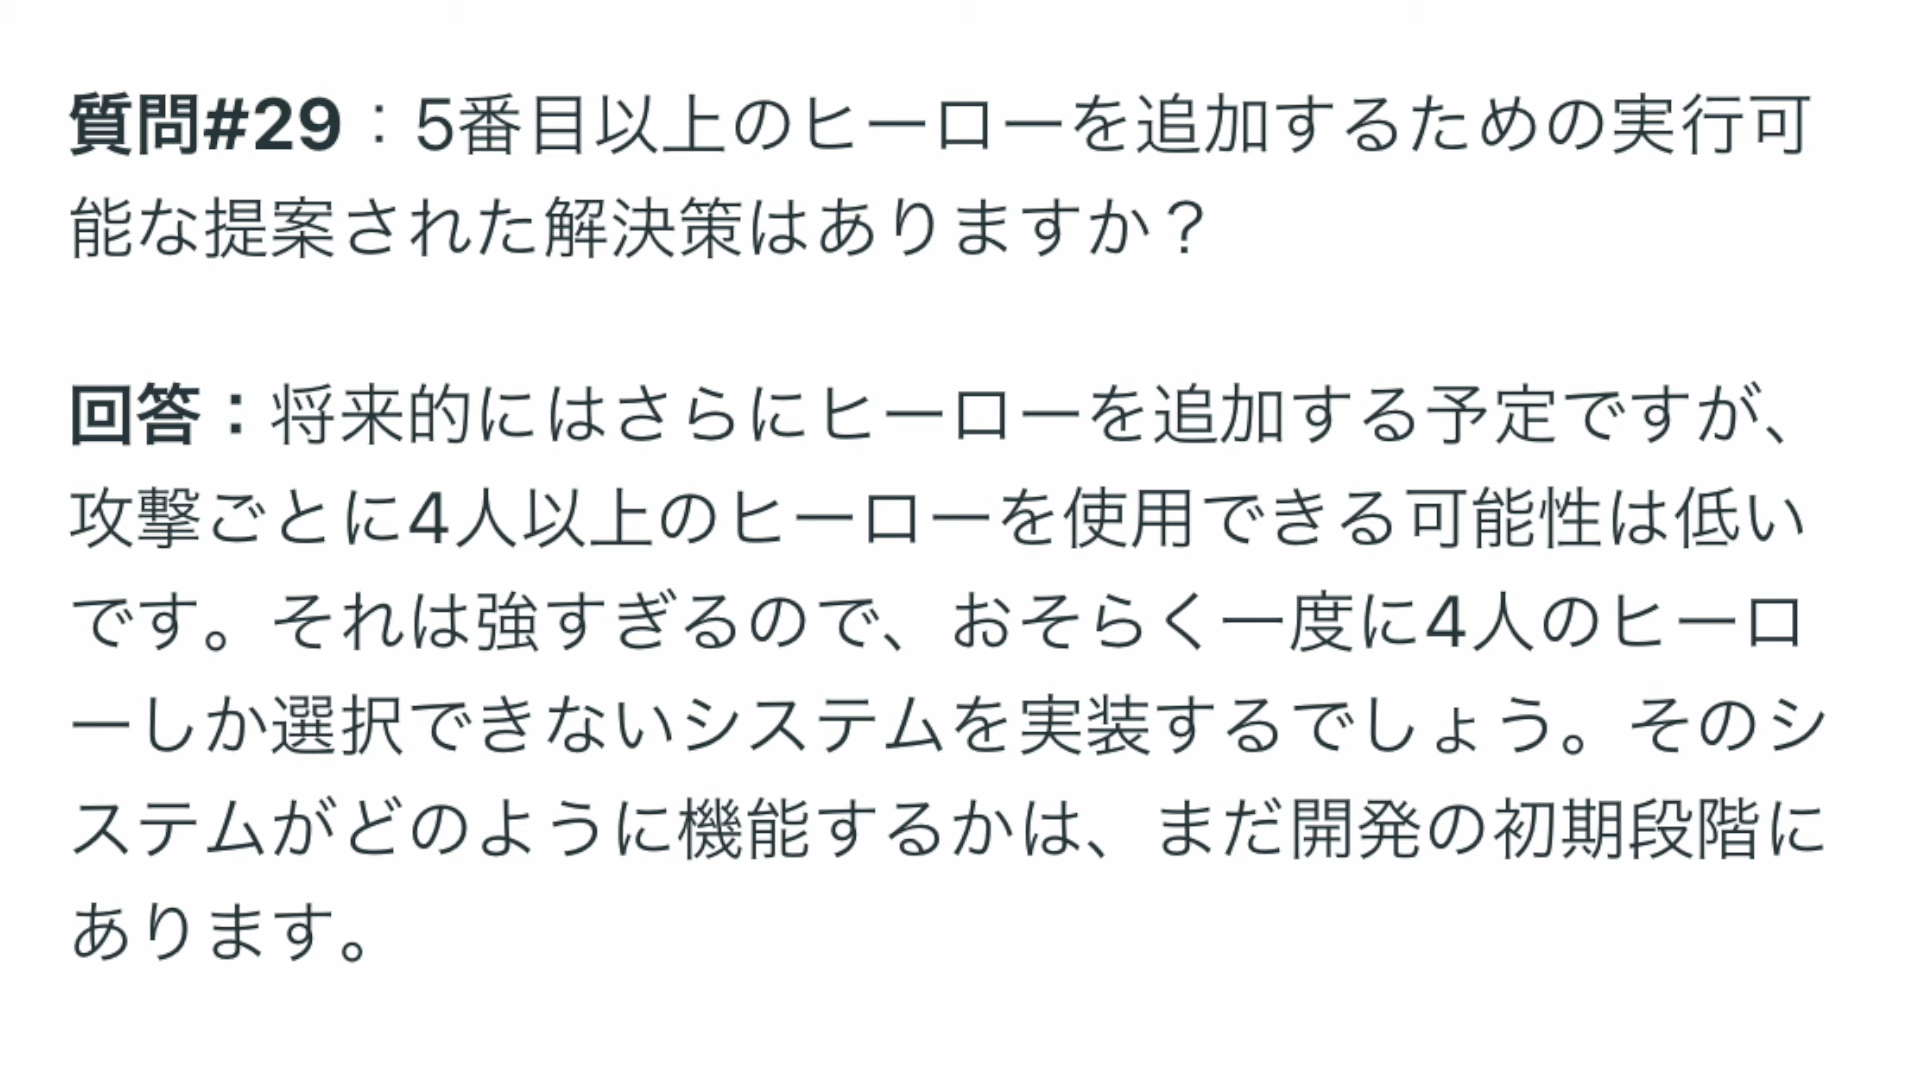 質問#29：5番目以上のヒーローを追加するための実行可
能な提案された解決策はありますか？
回答：将来的にはさらにヒーローを追加する予定ですが、
攻撃ごとに4人以上のヒーローを使用できる可能性は低い
です。それは強すぎるので、おそらく一度に4人のヒーロ
ーしか選択できないシステムを実装するでしょう。そのシ
ステムがどのように機能するかは、まだ開発の初期段階に
あります。